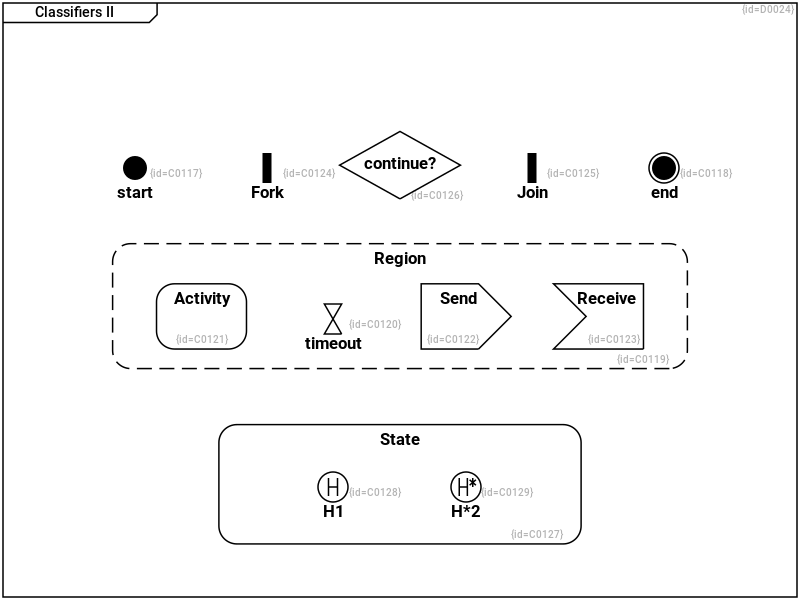 Classifiers II
{id=D0024}
continue?
{id=C0117}
{id=C0124}
{id=C0125}
{id=C0118}
start
Fork
{id=C0126}
Join
end
Region
Activity
Send
Receive
{id=C0120}
{id=C0121}
timeout
{id=C0122}
{id=C0123}
{id=C0119}
State
H
{id=C0128}
H*
{id=C0129}
H1
H*2
{id=C0127}